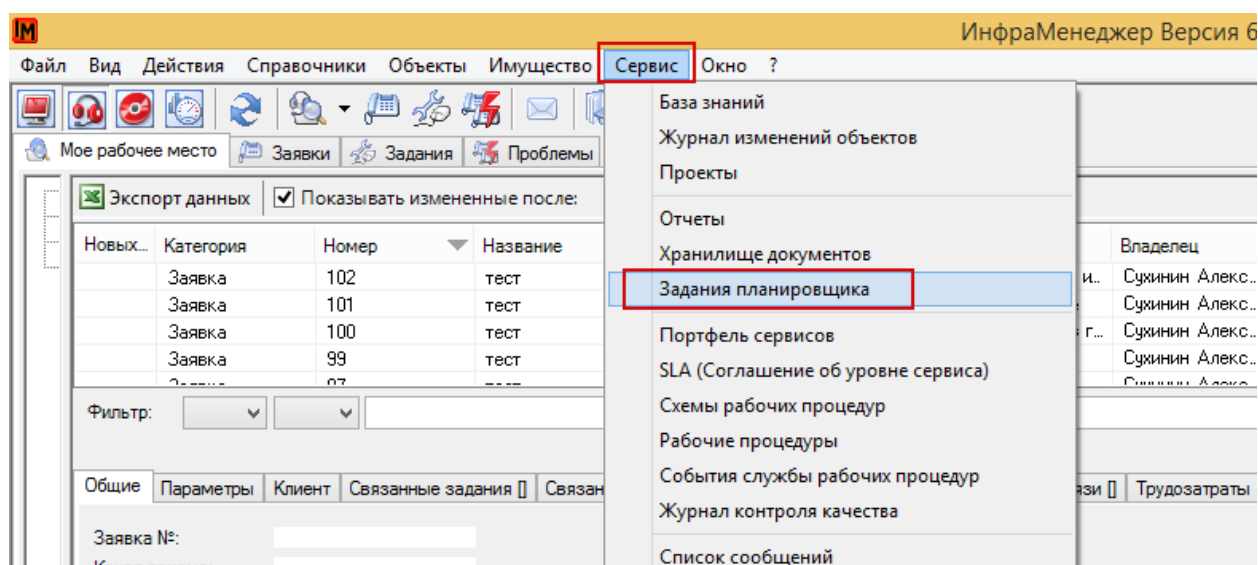 IM
ИнфраМенеджер Версия 6
Файл Вид Действия Справочники Объекты Имущество Сервис Окно ?
Мое рабочее место Заявки Задания Проблемы
Экспорт данных Показывать измененные после:
Новых... Категория Номер Название Владелец
Заявка 102 тест и... Сухинин Алекс...
Заявка 101 тест Сухинин Алекс...
Заявка 100 тест г... Сухинин Алекс...
Заявка 99 тест Сухинин Алекс...
Фильтр:
Общие Параметры Клиент Связанные задания [] Связан язи [] Трудозатраты
Заявка №:
База знаний
Журнал изменений объектов
Проекты
Отчеты
Хранилище документов
Задания планировщика
Портфель сервисов
SLA (Соглашение об уровне сервиса)
Схемы рабочих процедур
Рабочие процедуры
События службы рабочих процедур
Журнал контроля качества
Список сообщений